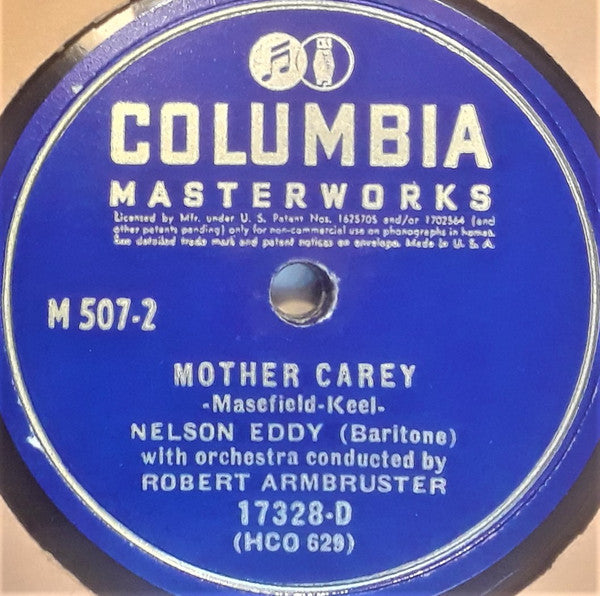 COLUMBIA
MASTERWORKS
Licensed by Mfr. under U. S. Patent Nos. 1625705 and/or 1702564 (and
other patents pending) only for non-commercial use on phonographs in homes.
See detailed trade mark and patent notices on envelope. Made in U. S. A.
M 507-2
MOTHER CAREY
-Masefield-Keel-
NELSON EDDY (Baritone)
with orchestra conducted by
ROBERT ARMBRUSTER
17328-D
(HCO 629)